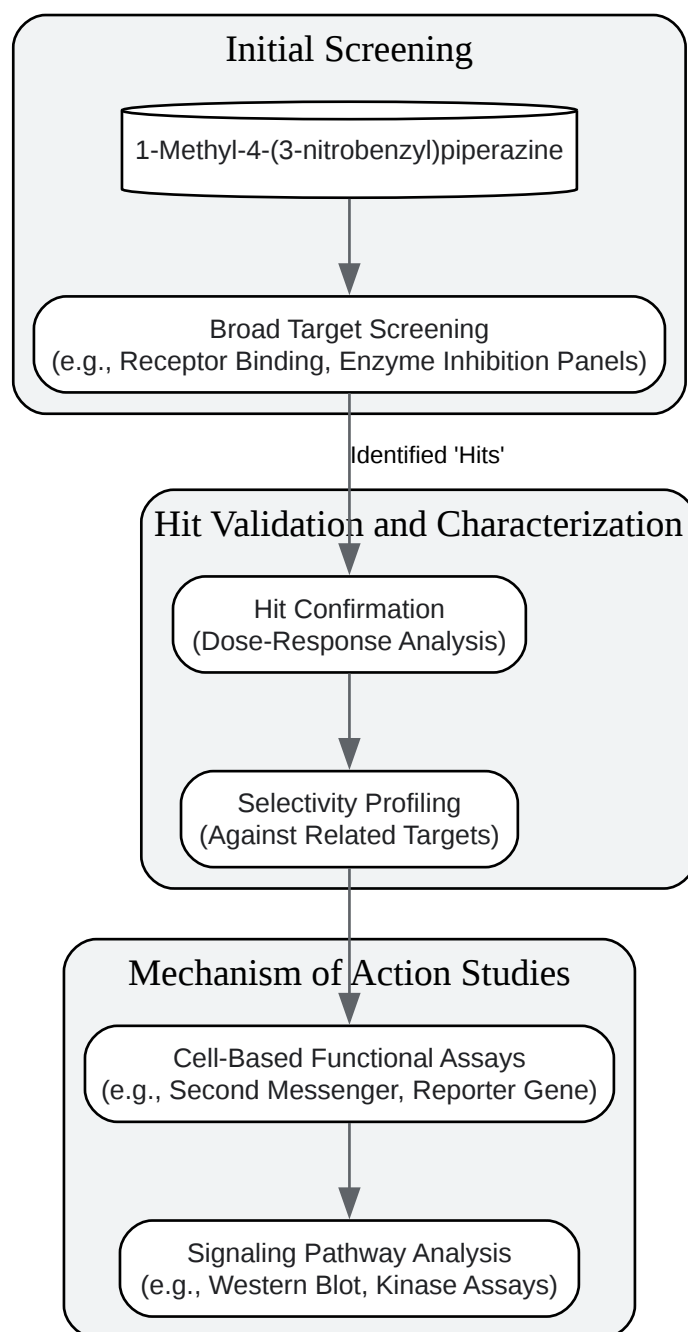 Initial Screening
1-Methyl-4-(3-nitrobenzyl)piperazine
Broad Target Screening
(e.g., Receptor Binding, Enzyme Inhibition Panels)
Identified 'Hits'
Hit Validation and Characterization
Hit Confirmation
(Dose-Response Analysis)
Selectivity Profiling
(Against Related Targets)
Mechanism of Action Studies
Cell-Based Functional Assays
(e.g., Second Messenger, Reporter Gene)
Signaling Pathway Analysis
(e.g., Western Blot, Kinase Assays)